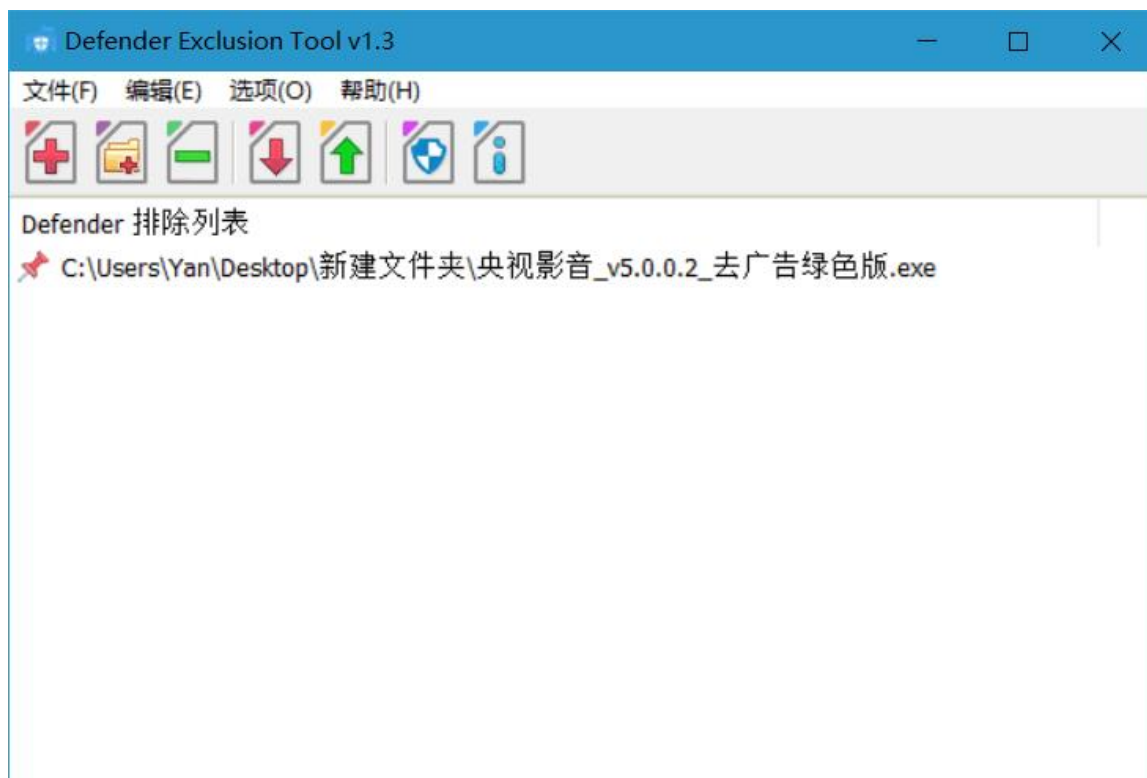 Defender Exclusion Tool v1.3
文件(F) 编辑(E) 选项(O) 帮助(H)
Defender 排除列表
C:\Users\Yan\Desktop\新建文件夹\央视影音_v5.0.0.2_去广告绿色版.exe